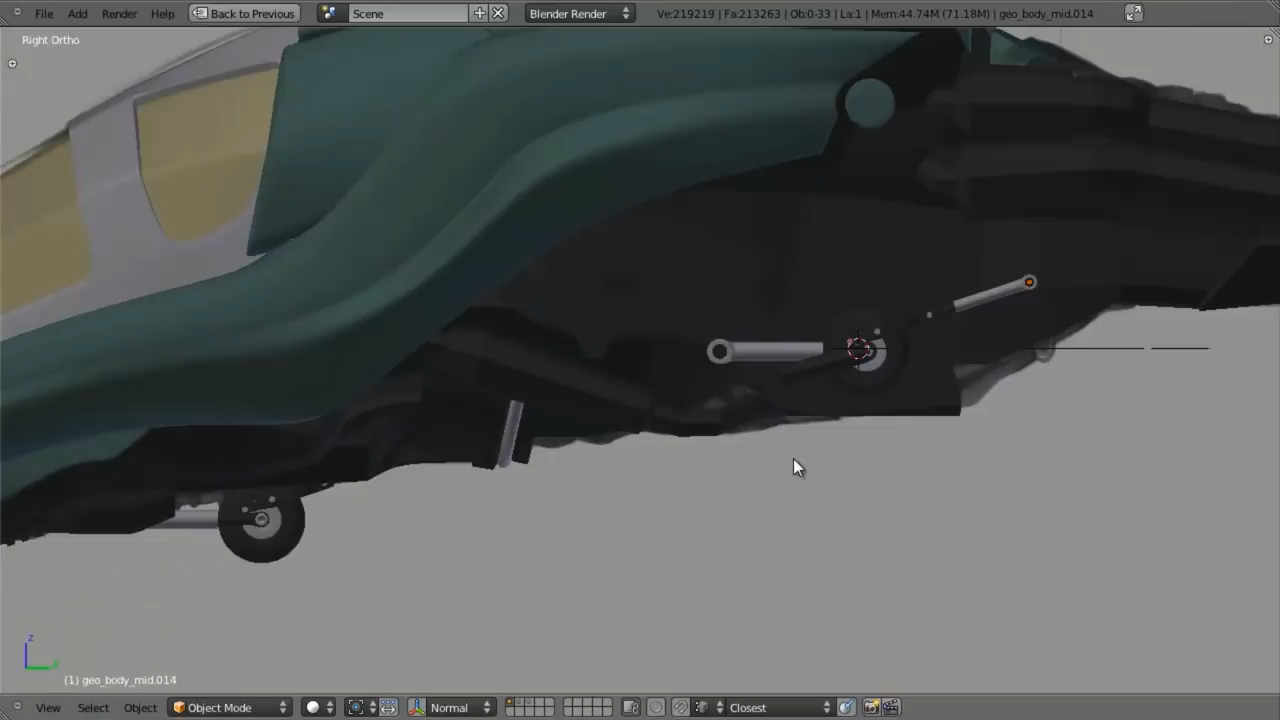 File Add Render Help Back to Previous Scene Blender Render Ve:219219 | Fa:213263 | Ob:0-33 | La:1 | Mem:44.74M (71.18M) | geo_body_mid.014
Right Ortho
z
(1) geo_body_mid.014
View Select Object Object Mode Normal Closest